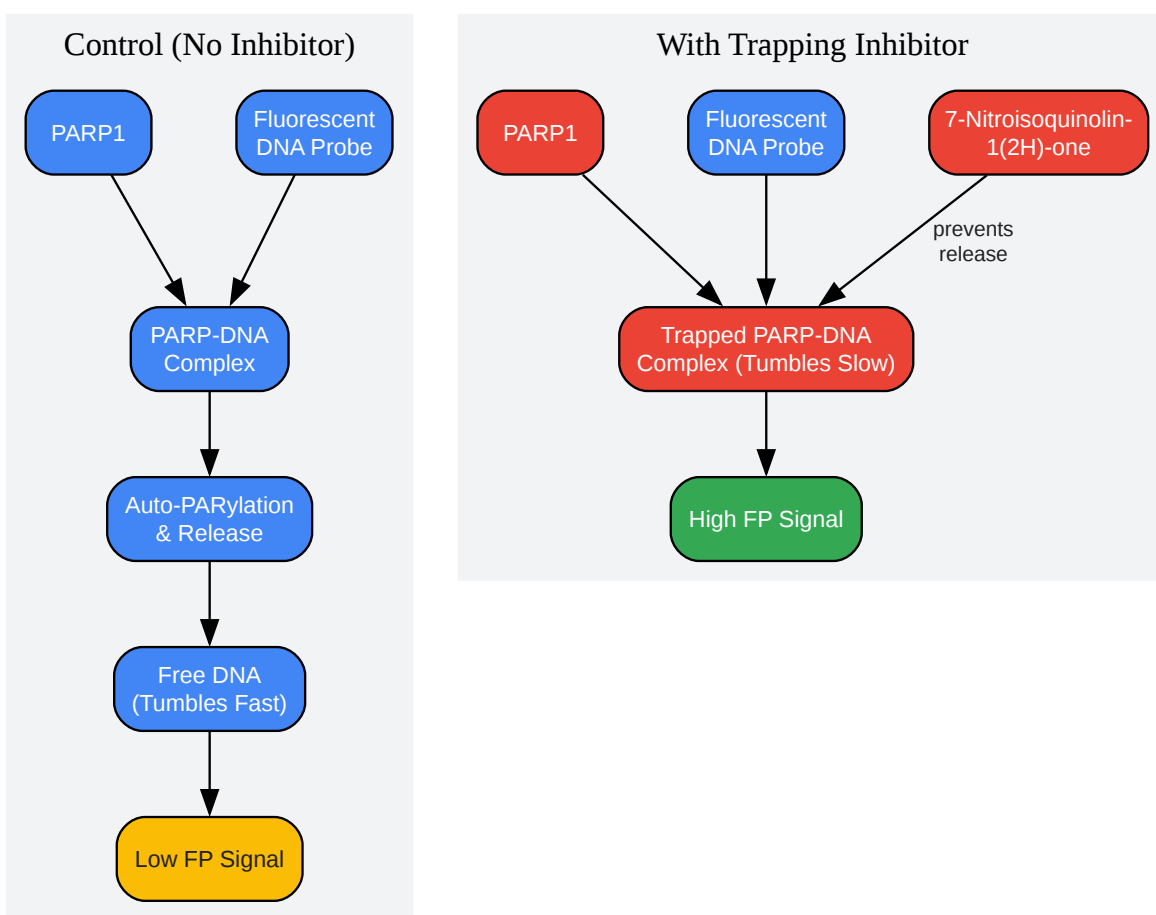 Control (No Inhibitor)
PARP1
Fluorescent
DNA Probe
PARP-DNA
Complex
Auto-PARylation
& Release
Free DNA
(Tumbles Fast)
Low FP Signal
With Trapping Inhibitor
PARP1
Fluorescent
DNA Probe
7-Nitroisoquinolin-
1(2H)-one
prevents
release
Trapped PARP-DNA
Complex (Tumbles Slow)
High FP Signal